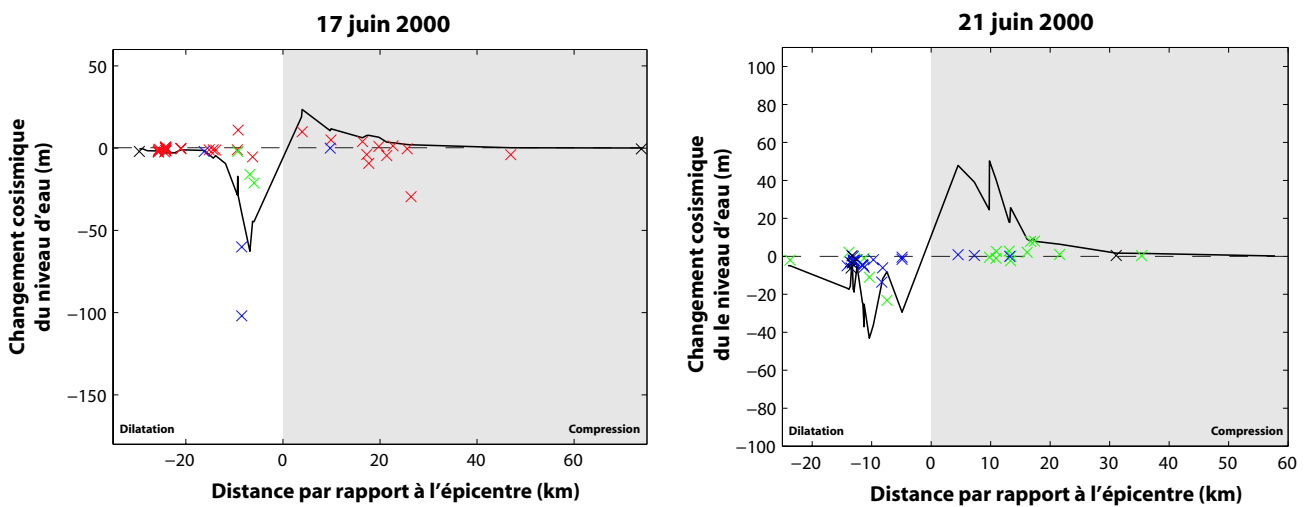 17 juin 2000
Changement cosismique
du niveau d'eau (m)
50
0
−50
−100
−150
Dilatation
Compression
−20
0
20
40
60
Distance par rapport à l'épicentre (km)
21 juin 2000
Changement cosismique
du le niveau d'eau (m)
100
80
60
40
20
0
−20
−40
−60
−80
−100
Dilatation
Compression
−20
−10
0
10
20
30
40
50
60
Distance par rapport à l'épicentre (km)